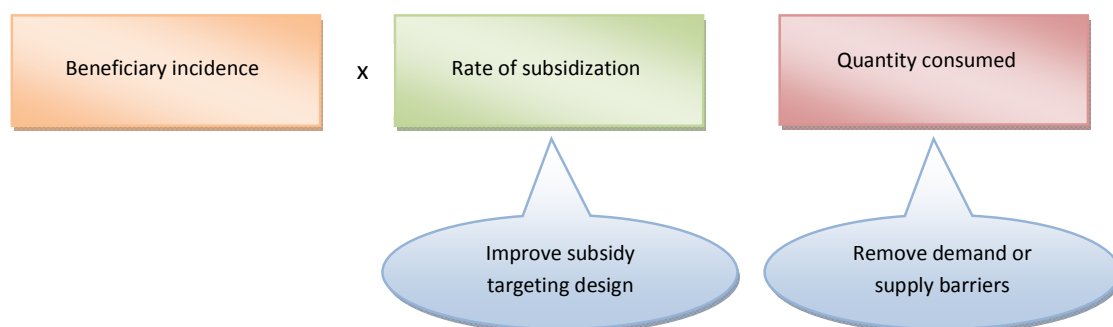 Beneficiary incidence
x
Rate of subsidization
Quantity consumed
Improve subsidy
targeting design
Remove demand or
supply barriers